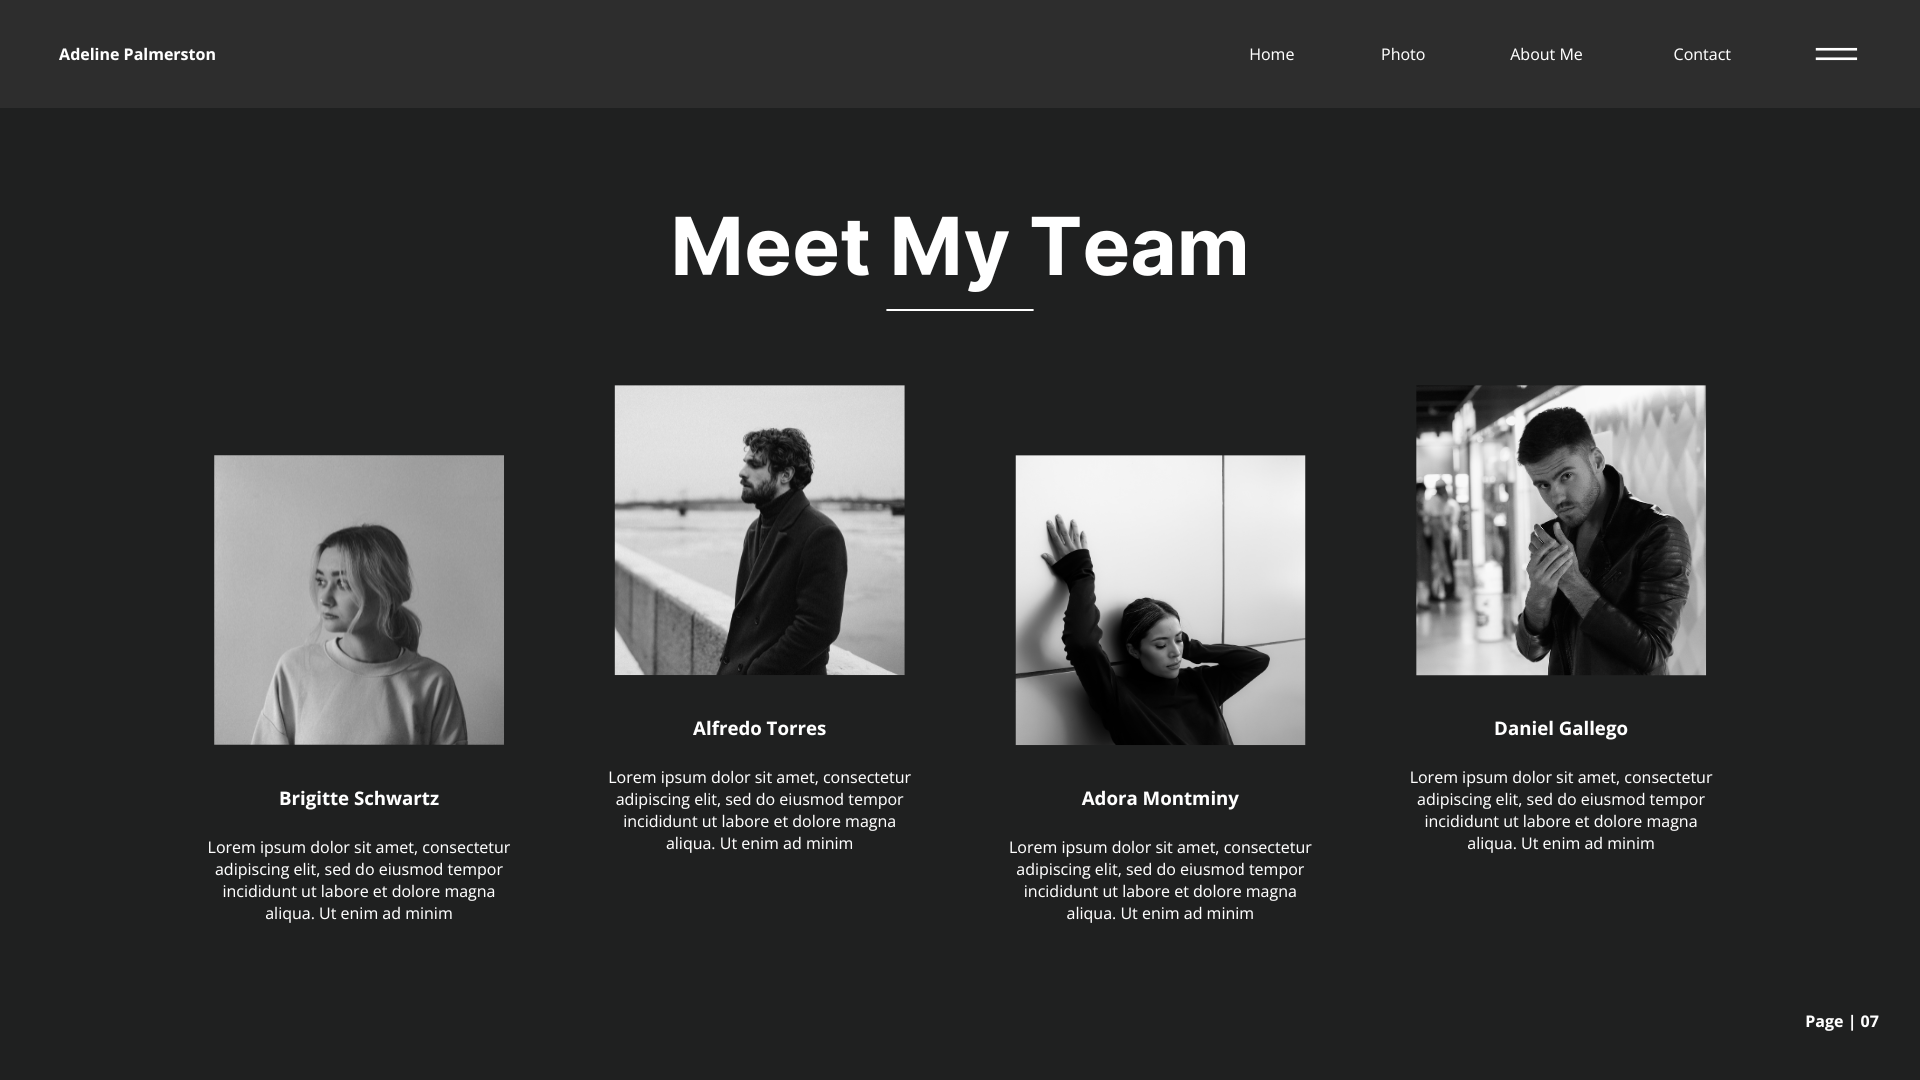 Adeline Palmerston
Home
Photo
About Me
Contact
Meet My Team
Brigitte Schwartz
Lorem ipsum dolor sit amet, consectetur
adipiscing elit, sed do eiusmod tempor
incididunt ut labore et dolore magna
aliqua. Ut enim ad minim
Alfredo Torres
Lorem ipsum dolor sit amet, consectetur
adipiscing elit, sed do eiusmod tempor
incididunt ut labore et dolore magna
aliqua. Ut enim ad minim
Adora Montminy
Lorem ipsum dolor sit amet, consectetur
adipiscing elit, sed do eiusmod tempor
incididunt ut labore et dolore magna
aliqua. Ut enim ad minim
Daniel Gallego
Lorem ipsum dolor sit amet, consectetur
adipiscing elit, sed do eiusmod tempor
incididunt ut labore et dolore magna
aliqua. Ut enim ad minim
Page | 07